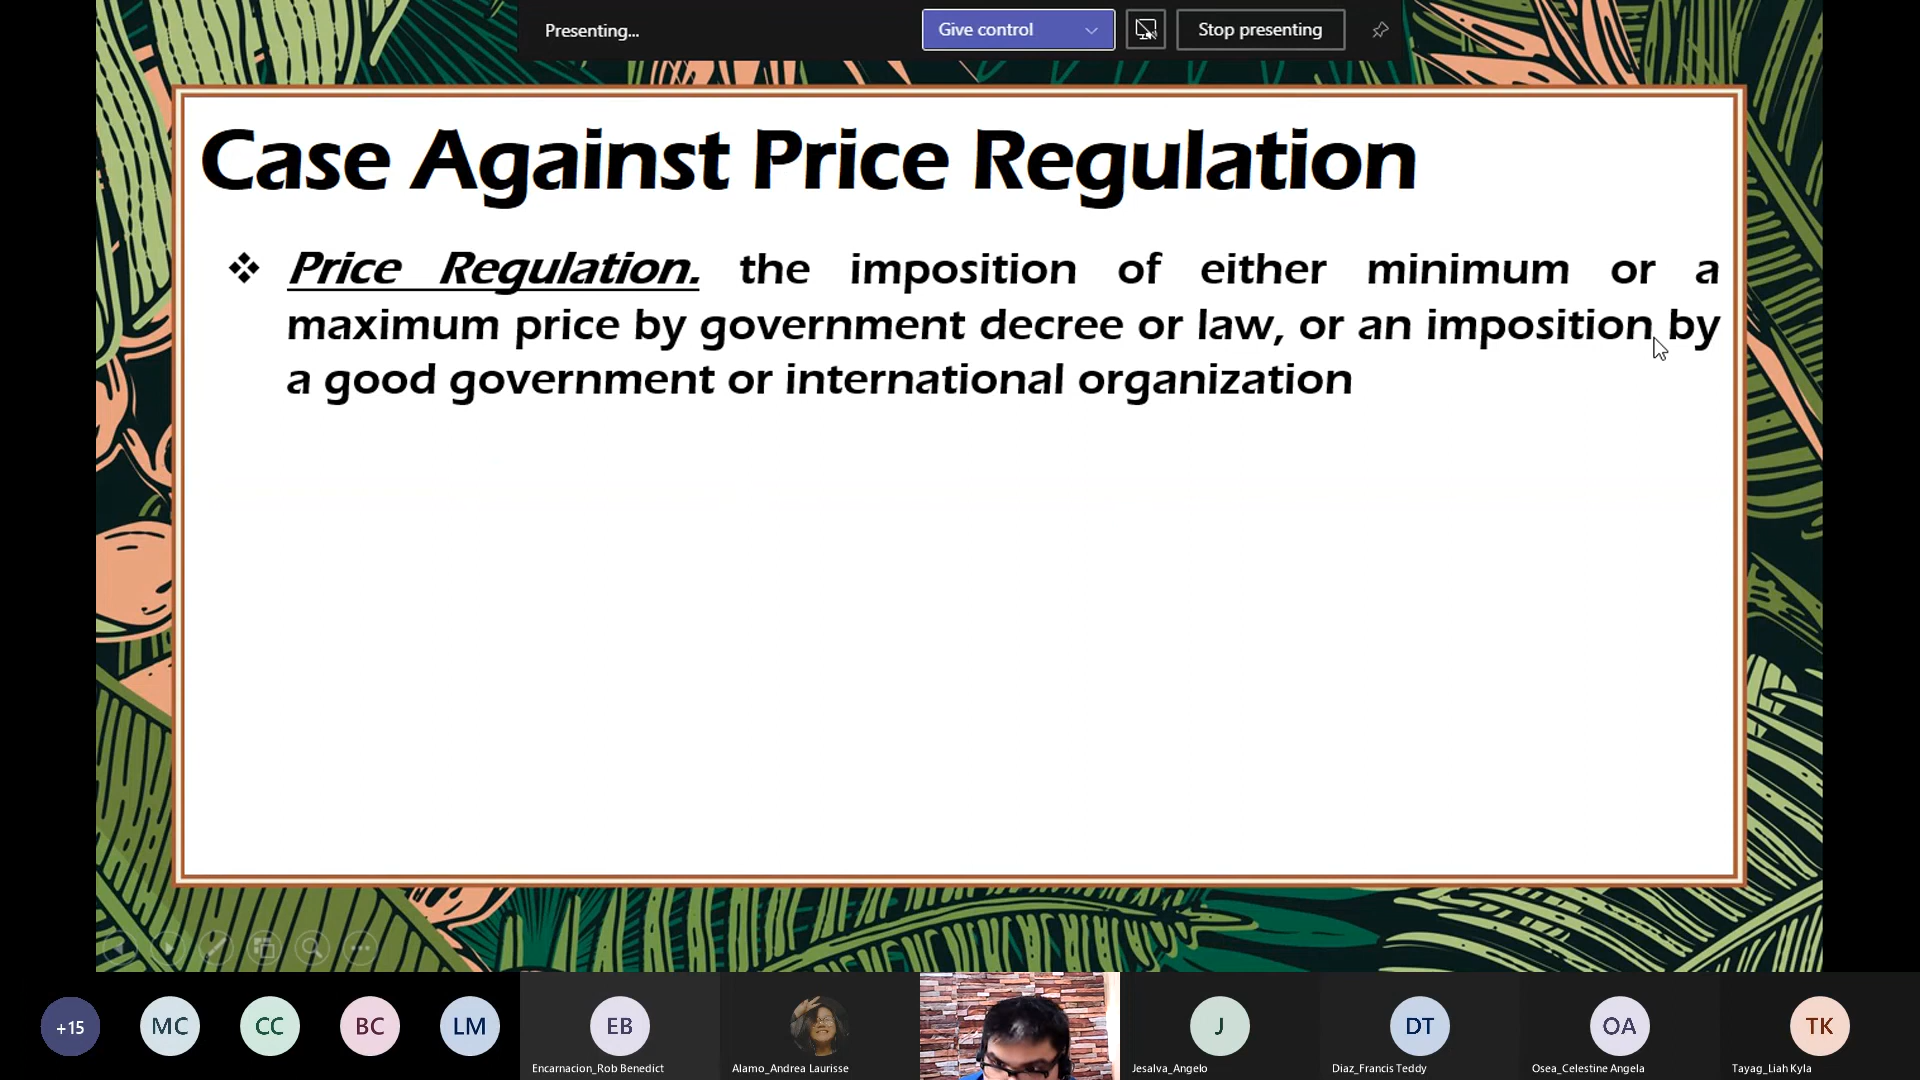 Presenting...
Give control
Stop presenting
Case Against Price Regulation
Price Regulation. the imposition of either minimum or a
maximum price by government decree or law, or an imposition by
a good government or international organization
+15
MC
CC
BC
LM
EB
J
DT
OA
TK
Encarnacion_Rob Benedict
Alamo_Andrea Laurisse
Jesalva_Angelo
Diaz_Francis Teddy
Osea_Celestine Angela
Tayag_Liah Kyla